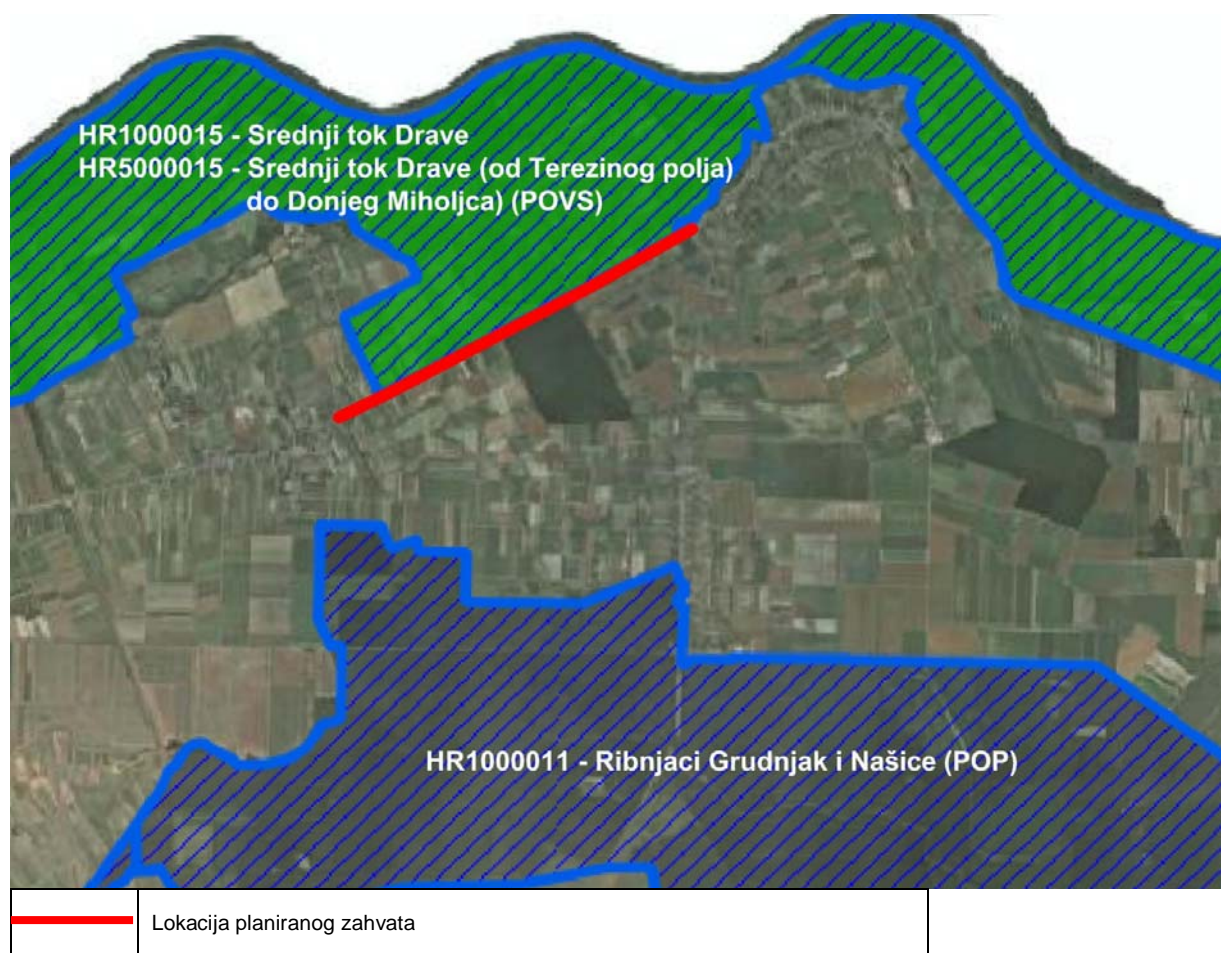 HR1000015 - Srednji tok Drave
HR5000015 - Srednji tok Drave (od Terezinog polja)
do Donjeg Miholjca) (POVS)
HR1000011 - Ribnjaci Grudnjak i Našice (POP)
Lokacija planiranog zahvata